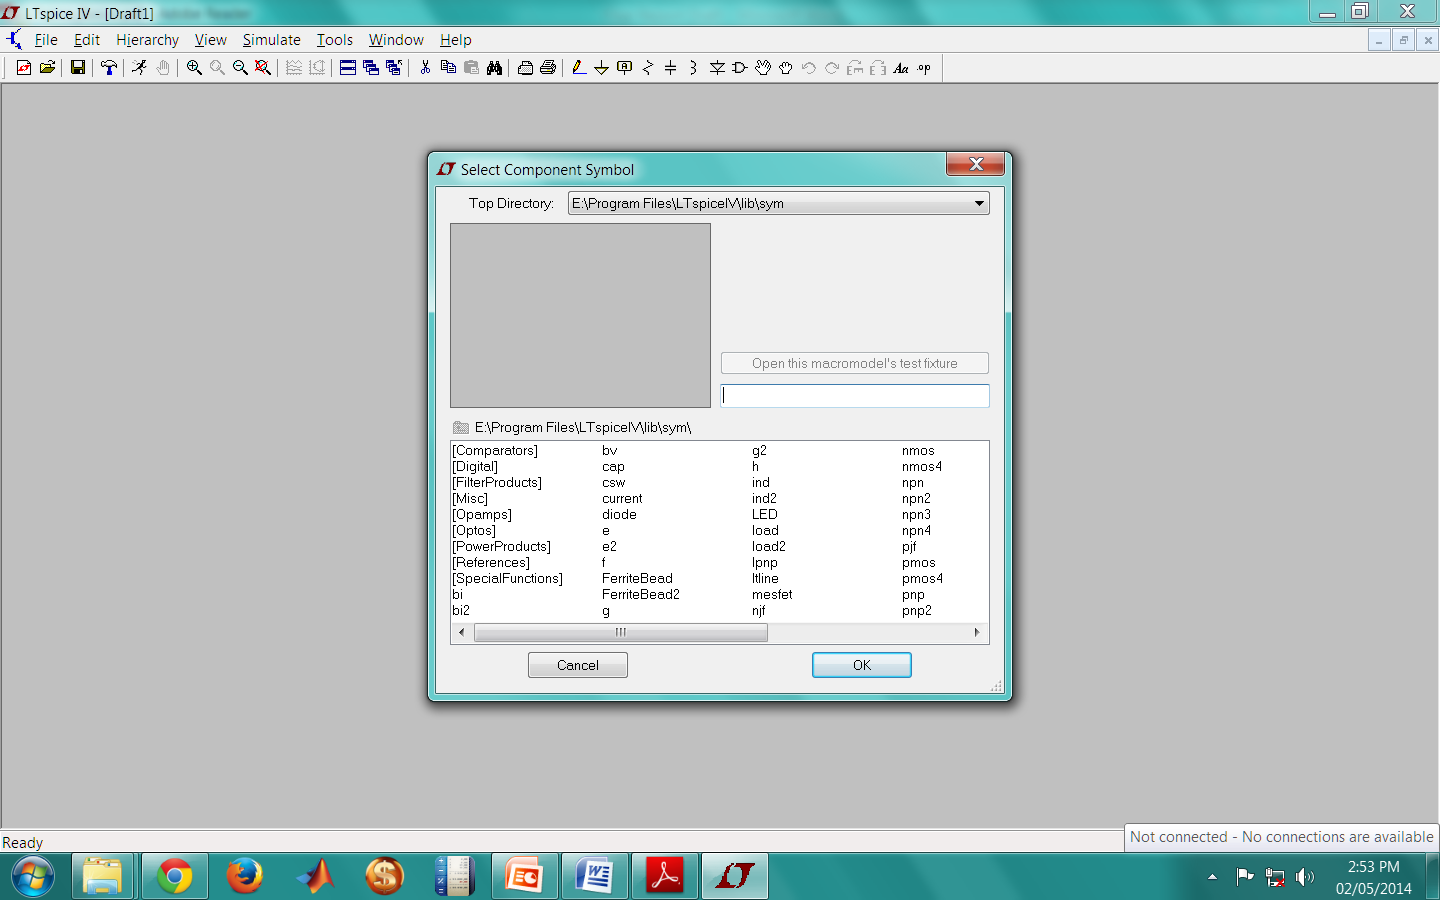 LTspice IV - [Draft1]
File Edit Hierarchy View Simulate Tools Window Help
Aa .op
Select Component Symbol
Top Directory: E:\Program Files\LTspiceIV\lib\sym
Open this macromodel's test fixture
E:\Program Files\LTspiceIV\lib\sym\
[Comparators] bv g2 nmos
[Digital] cap h nmos4
[FilterProducts] csw ind npn
[Misc] current ind2 npn2
[Opamps] diode LED npn3
[Optos] e load npn4
[PowerProducts] e2 load2 pjf
[References] f lpnp pmos
[SpecialFunctions] FerriteBead ltline pmos4
bi FerriteBead2 mesfet pnp
bi2 g njf pnp2
Cancel OK
Ready
Not connected - No connections are available
2:53 PM
02/05/2014